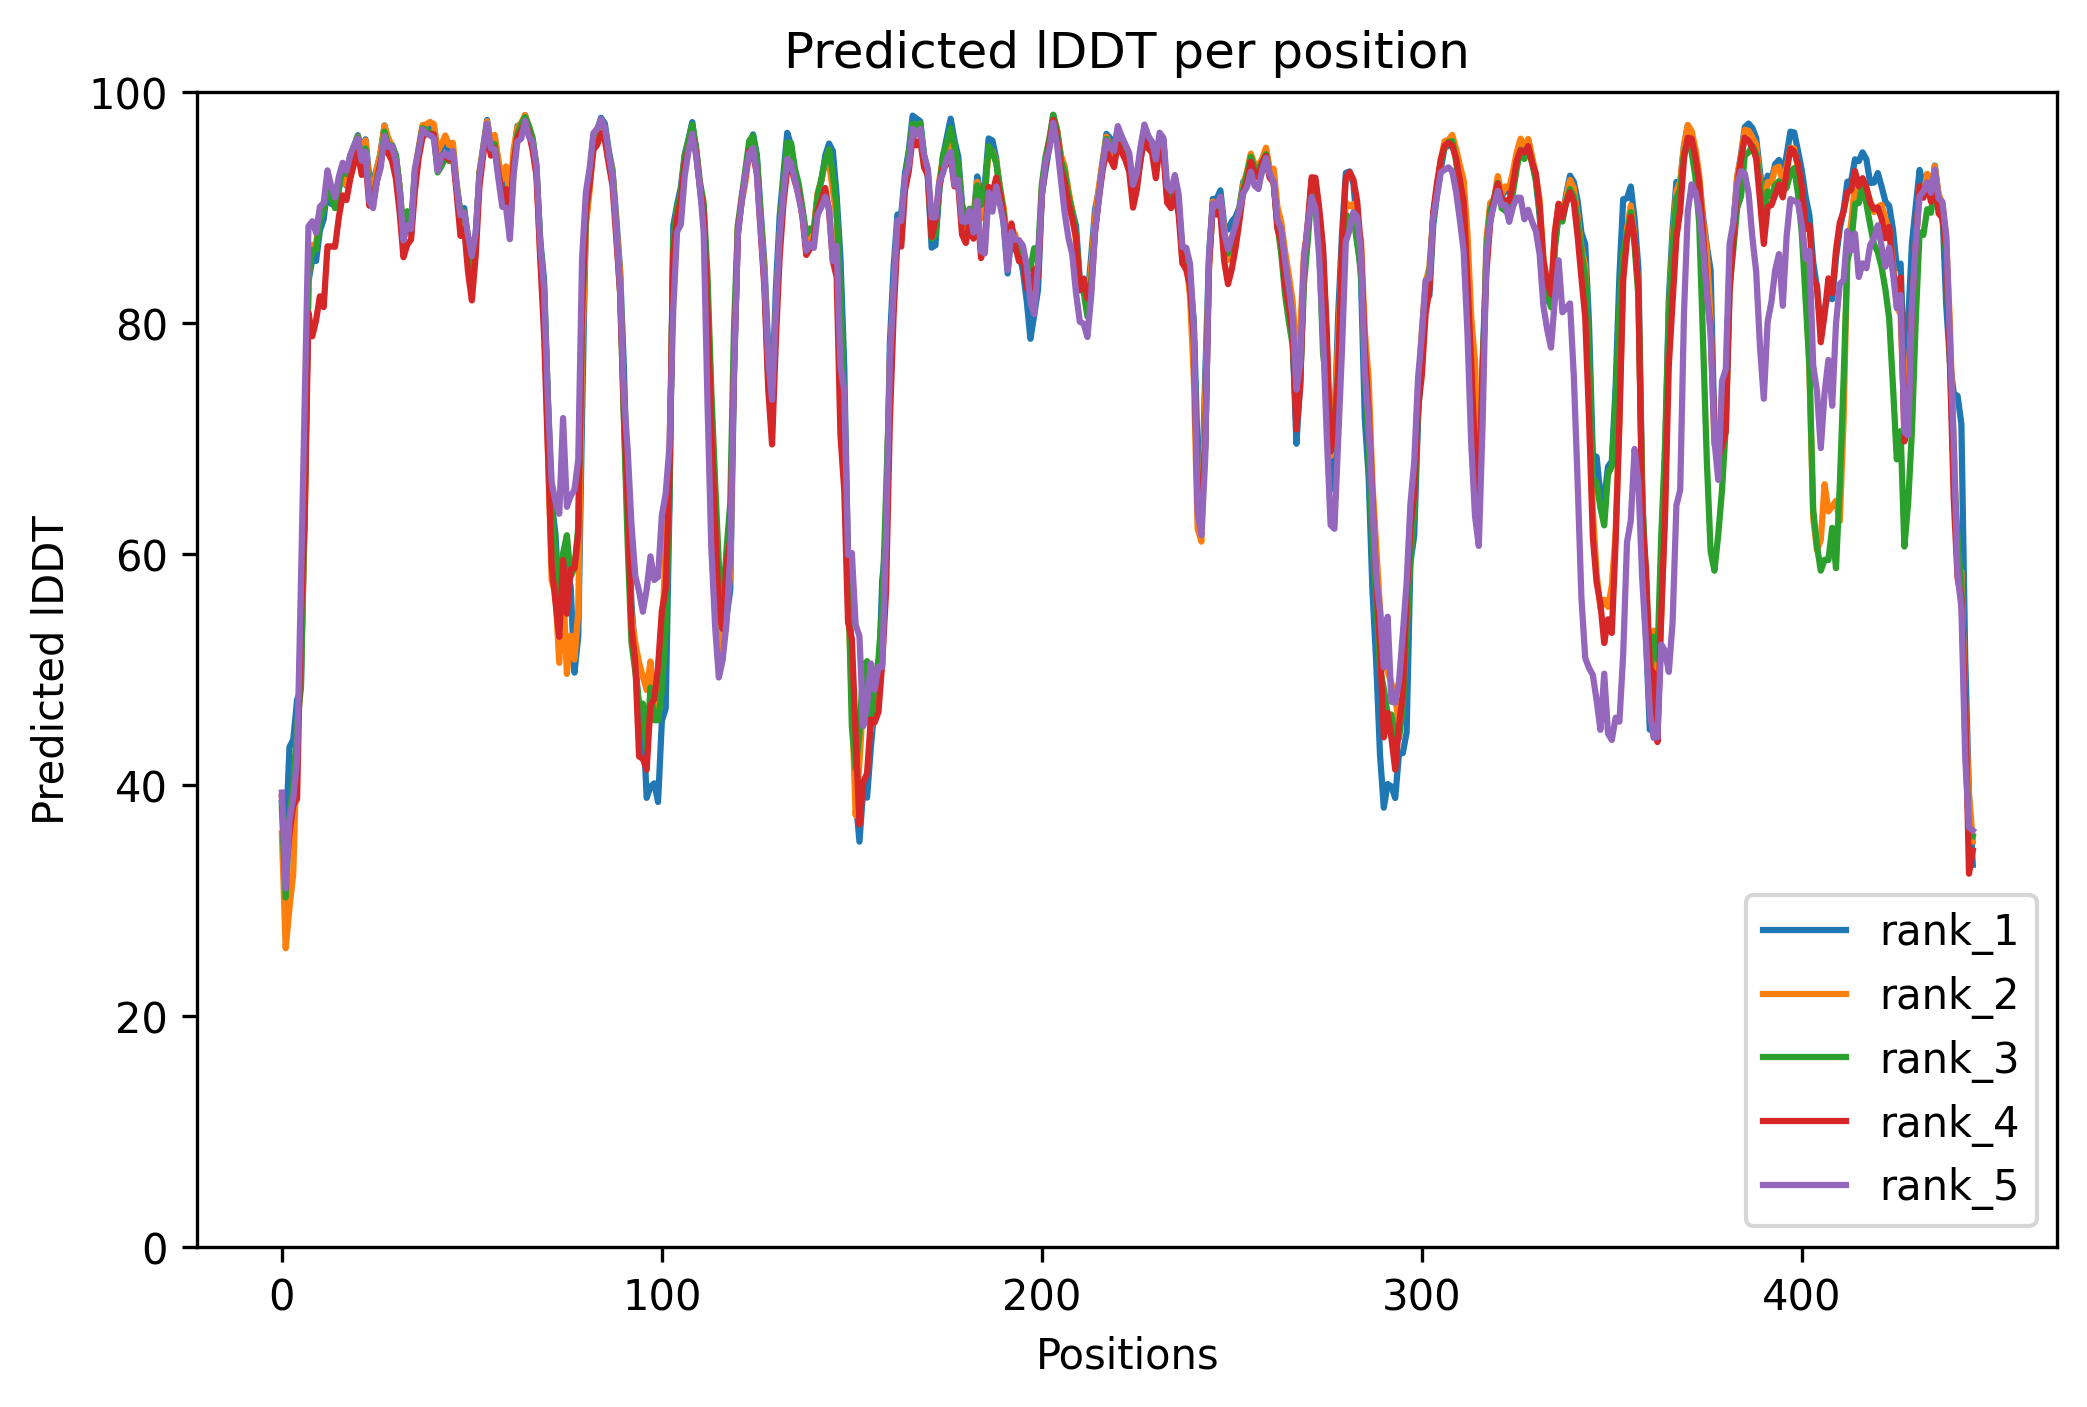 Predicted lDDT per position
100
80
60
40
20
0
Predicted lDDT
0 100 200 300 400
Positions
rank_1
rank_2
rank_3
rank_4
rank_5